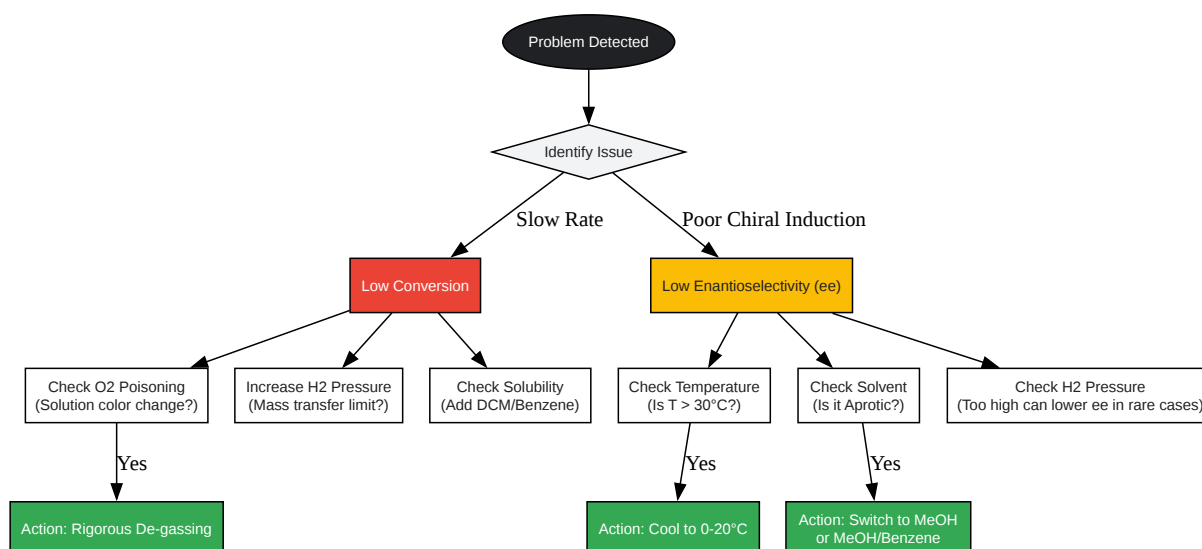 Problem Detected
Identify Issue
Slow Rate
Poor Chiral Induction
Low Conversion
Low Enantioselectivity (ee)
Check O2 Poisoning
(Solution color change?)
Increase H2 Pressure
(Mass transfer limit?)
Check Solubility
(Add DCM/Benzene)
Check Temperature
(Is T > 30°C?)
Check Solvent
(Is it Aprotic?)
Check H2 Pressure
(Too high can lower ee in rare cases)
Yes
Yes
Yes
Action: Rigorous De-gassing
Action: Cool to 0-20°C
Action: Switch to MeOH
or MeOH/Benzene